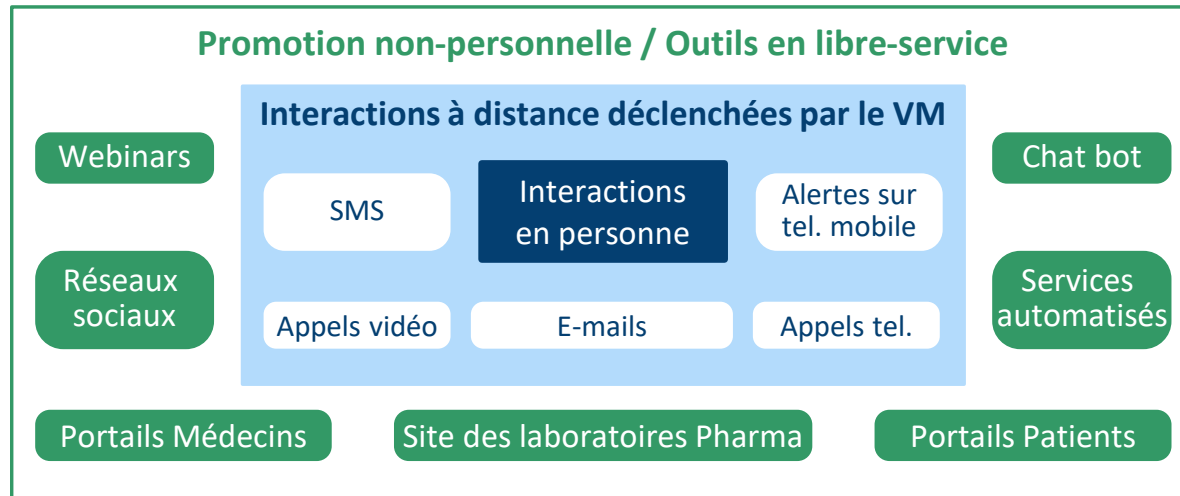 Promotion non-personnelle / Outils en libre-service
Interactions à distance déclenchées par le VM
Webinars
SMS
Interactions
en personne
Alertes sur
tel. mobile
Chat bot
Réseaux
sociaux
Appels vidéo
E-mails
Appels tel.
Services
automatisés
Portails Médecins
Site des laboratoires Pharma
Portails Patients